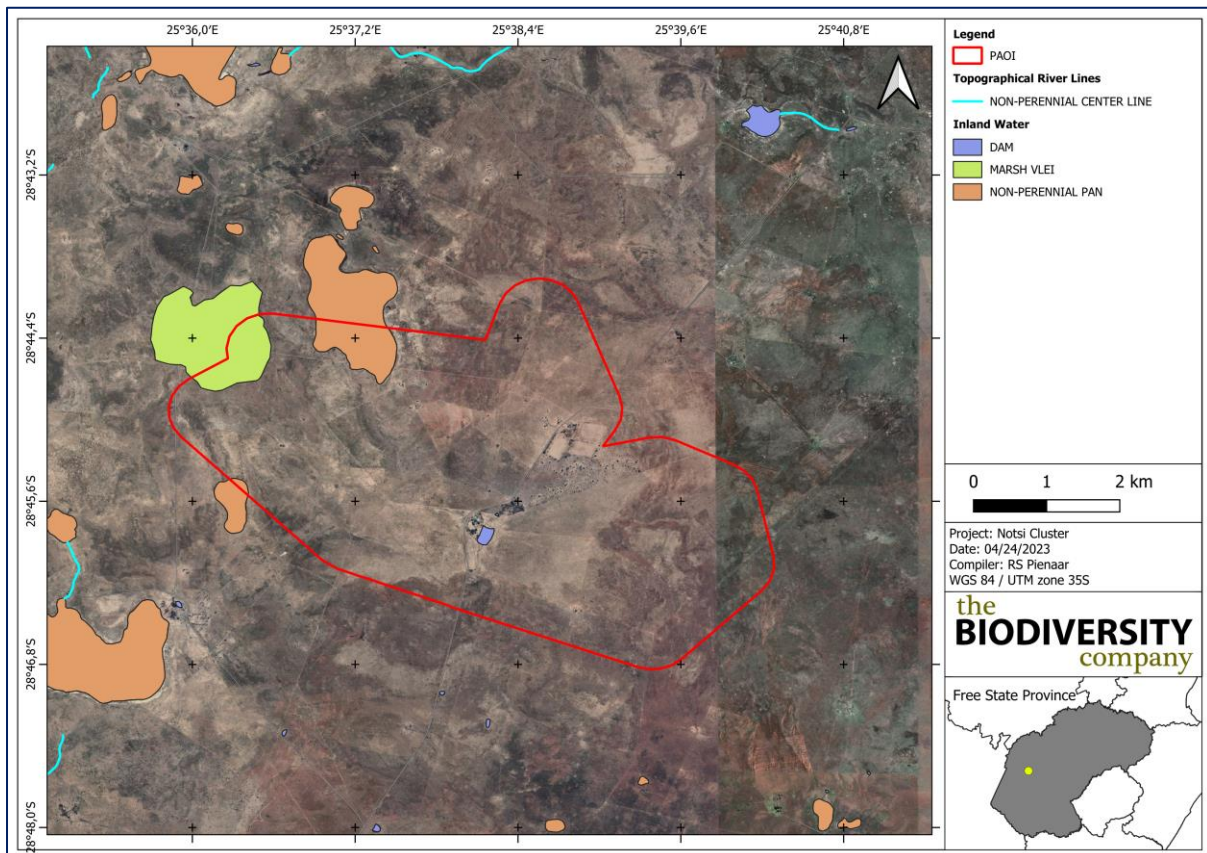 25°36,0'E 25°37,2'E 25°38,4'E 25°39,6'E 25°40,8'E
28°43,2'S
28°44,4'S
28°45,6'S
28°46,8'S
28°48,0'S
Legend
PAOI
Topographical River Lines
NON-PERENNIAL CENTER LINE
Inland Water
DAM
MARSH VLEI
NON-PERENNIAL PAN
0 1 2 km
Project: Notsi Cluster
Date: 04/24/2023
Compiler: RS Pienaar
WGS 84 / UTM zone 35S
the
BIODIVERSITY
company
Free State Province